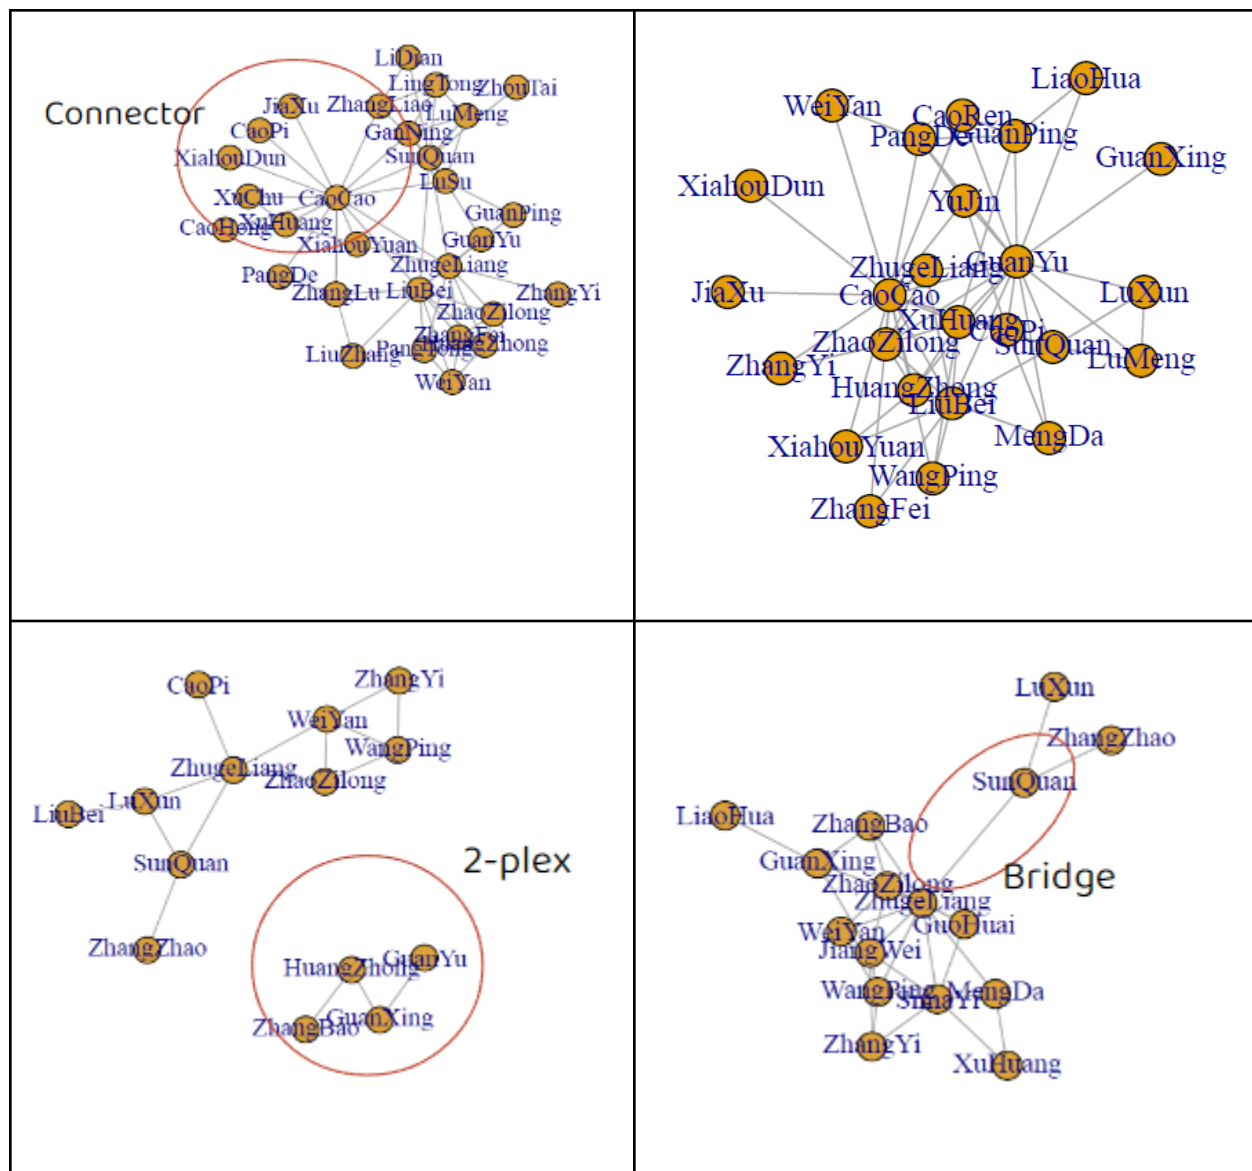 LiDian
LingTong
ZhouTai
ZhangLiao
JiaXu
LuMeng
Connector
CaoPi
GanNing
XiahouDun
SunQuan
LuSu
XuChu
CaoCao
GuanPing
XuHuang
CaoHong
XiahouYuan
GuanYu
ZhugeLiang
PangDe
ZhangLu
LiuBei
ZhangYi
ZhaoZilong
ZhangFei
LiuZhang
WeiYan
LiaoHua
WeiYan
CaoRen
PangDe
GuanPing
GuanXing
XiahouDun
YuJin
ZhugeLiang
GuanYu
JiaXu
CaoCao
LuXun
XuHuang
CaoPi
ZhaoZilong
SunQuan
ZhangYi
LuMeng
HuangZhong
LiuBei
XiahouYuan
MengDa
WangPing
ZhangFei
CaoPi
ZhangYi
WeiYan
WangPing
ZhugeLiang
ZhaoZilong
LiuBei
LuXun
SunQuan
2-plex
ZhangZhao
HuangZhong
GuanYu
ZhangBao
GuanXing
LuXun
ZhangZhao
SunQuan
LiaoHua
ZhangBao
GuanXing
Bridge
ZhaoZilong
ZhugeLiang
WeiYan
GuoHuai
JiangWei
WangPing
MengDa
ZhangYi
XuHuang